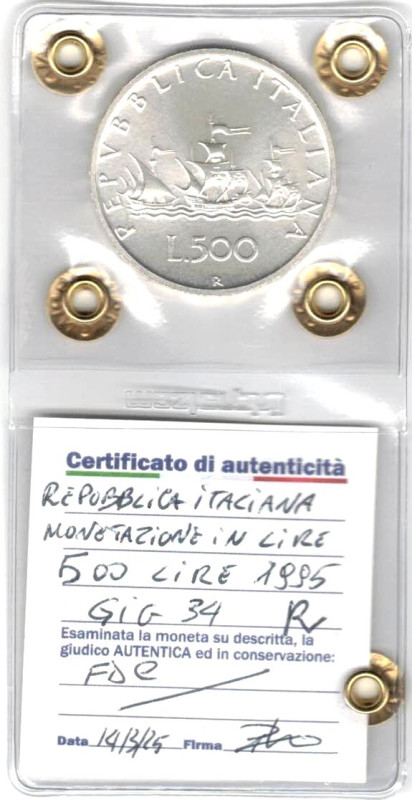 REPVBBLICA ITALIANA
L.500
R
Certificato di autenticità
REPUBBLICA ITALIANA
MONETAZIONE IN LIRE
500 LIRE 1995
GIG 34 R
Esaminata la moneta su descritta, la
giudico AUTENTICA ed in conservazione:
FDC
Data 14/3/25 Firma